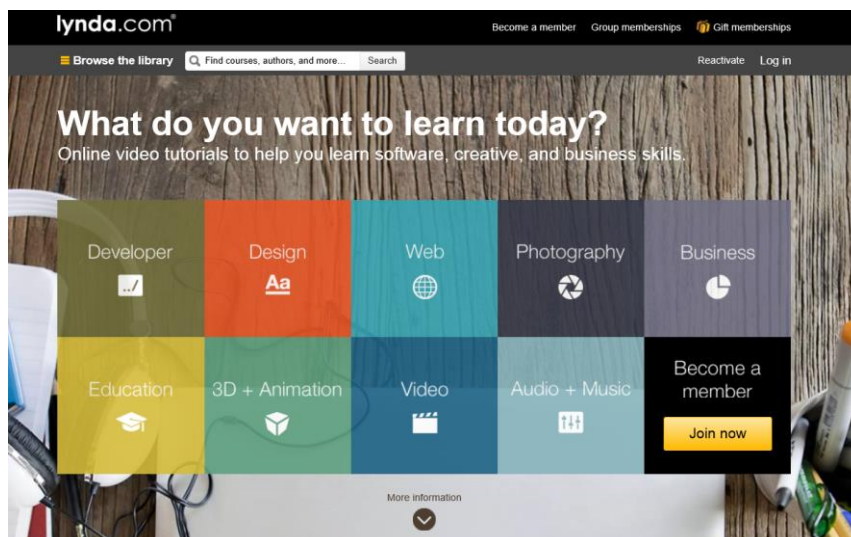 lynda.com®
Become a member Group memberships Gift memberships
Browse the library Find courses, authors, and more... Search Reactivate Log in
What do you want to learn today?
Online video tutorials to help you learn software, creative, and business skills.
Developer Design Web Photography Business
../ Aa
Education 3D + Animation Video Audio + Music Become a member
Join now
More information